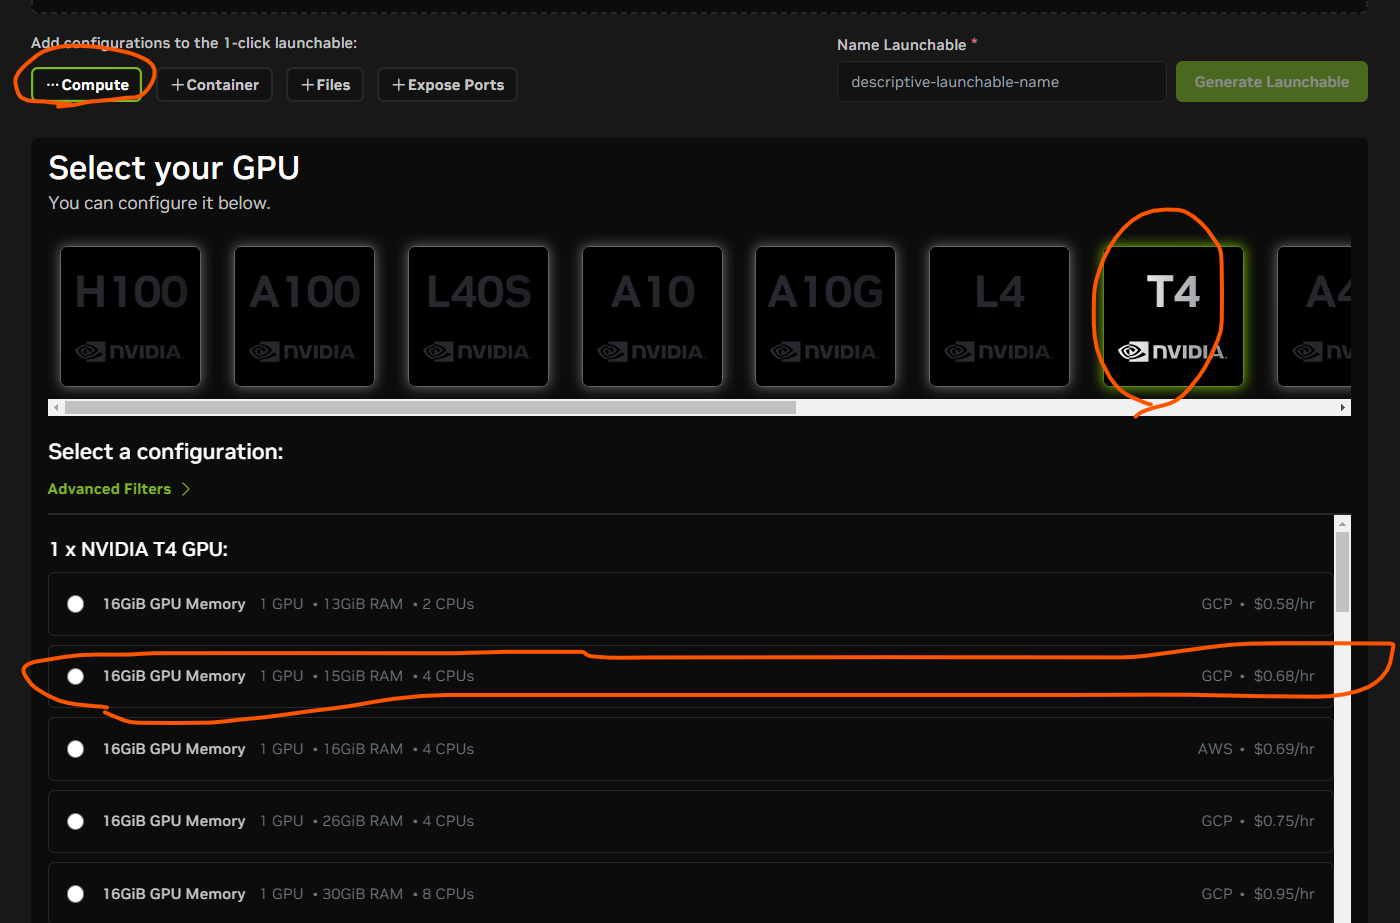 Add configurations to the 1-click launchable:
Name Launchable *
··· Compute
+ Container
+ Files
+ Expose Ports
descriptive-launchable-name
Generate Launchable
Select your GPU
You can configure it below.
H100
A100
L40S
A10
A10G
L4
T4
A4
NVIDIA.
NVIDIA.
NVIDIA.
NVIDIA.
NVIDIA.
NVIDIA.
NVIDIA.
NV
Select a configuration:
Advanced Filters >
1 x NVIDIA T4 GPU:
16GiB GPU Memory 1 GPU • 13GiB RAM • 2 CPUs GCP • $0.58/hr
16GiB GPU Memory 1 GPU • 15GiB RAM • 4 CPUs GCP • $0.68/hr
16GiB GPU Memory 1 GPU • 16GiB RAM • 4 CPUs AWS • $0.69/hr
16GiB GPU Memory 1 GPU • 26GiB RAM • 4 CPUs GCP • $0.75/hr
16GiB GPU Memory 1 GPU • 30GiB RAM • 8 CPUs GCP • $0.95/hr